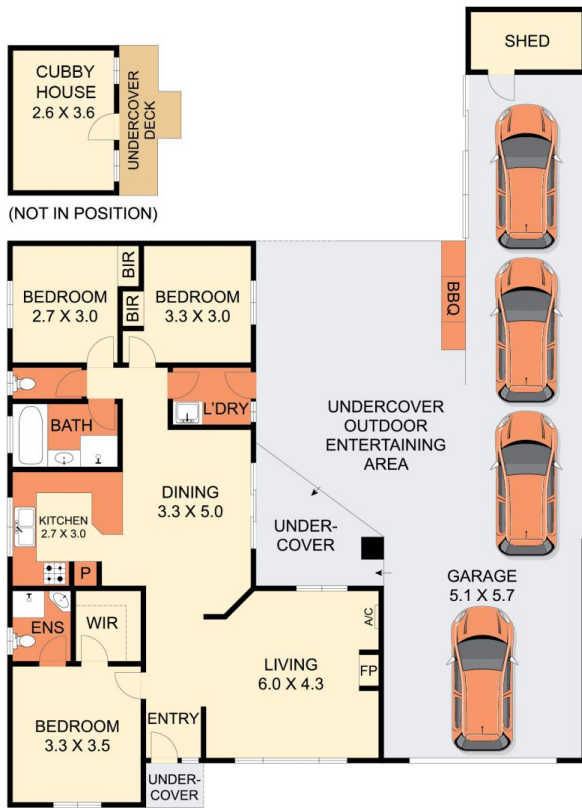 SHED
CUBBY
HOUSE
2.6 X 3.6
UNDERCOVER
DECK
(NOT IN POSITION)
BIR
BIR
BEDROOM
2.7 X 3.0
BEDROOM
3.3 X 3.0
BBQ
BATH
L'DRY
UNDERCOVER
OUTDOOR
ENTERTAINING
AREA
DINING
3.3 X 5.0
KITCHEN
2.7 X 3.0
P
UNDER-
COVER
GARAGE
5.1 X 5.7
ENS
WIR
A/C
FP
LIVING
6.0 X 4.3
BEDROOM
3.3 X 3.5
ENTRY
UNDER-
COVER